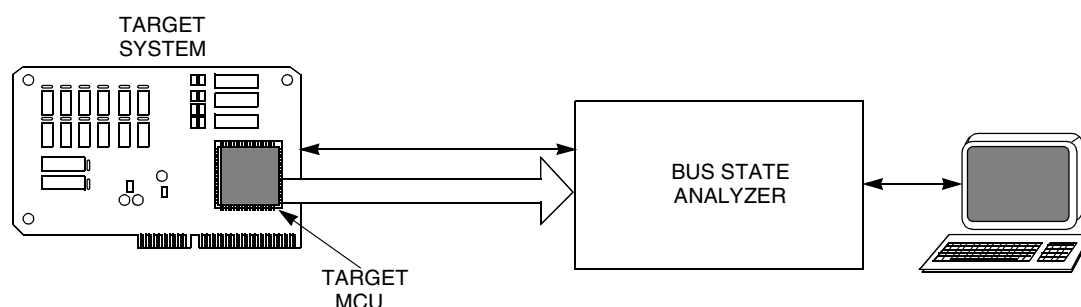 TARGET
SYSTEM
BUS STATE
ANALYZER
TARGET
MCU